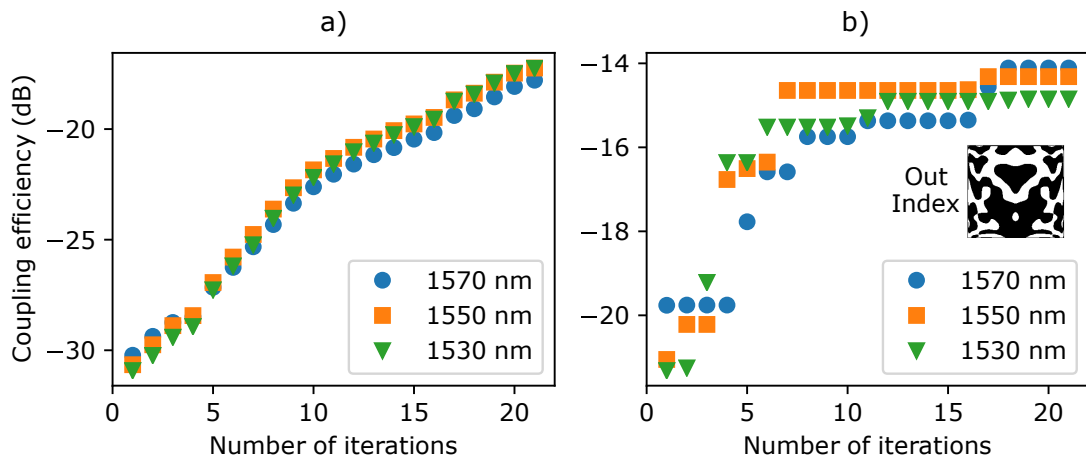 a)
Coupling efficiency (dB)
−20
−25
−30
0 5 10 15 20
Number of iterations
1570 nm
1550 nm
1530 nm
b)
−14
−16
−18
−20
0 5 10 15 20
Number of iterations
Out
Index
1570 nm
1550 nm
1530 nm